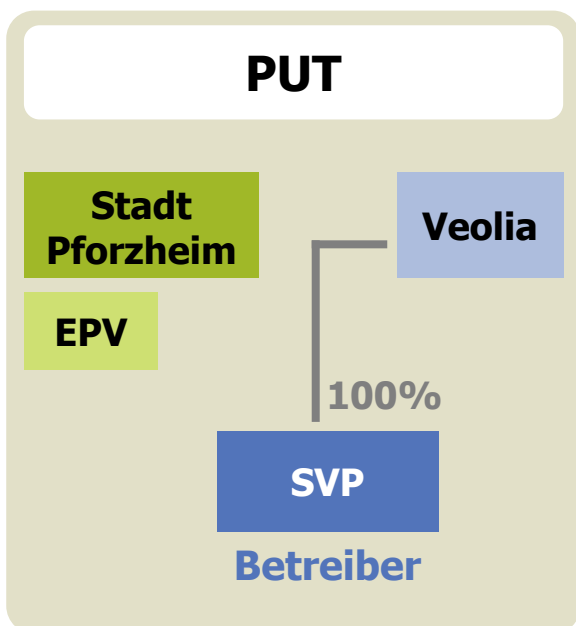 PUT
Stadt
Pforzheim
Veolia
EPV
100%
SVP
Betreiber